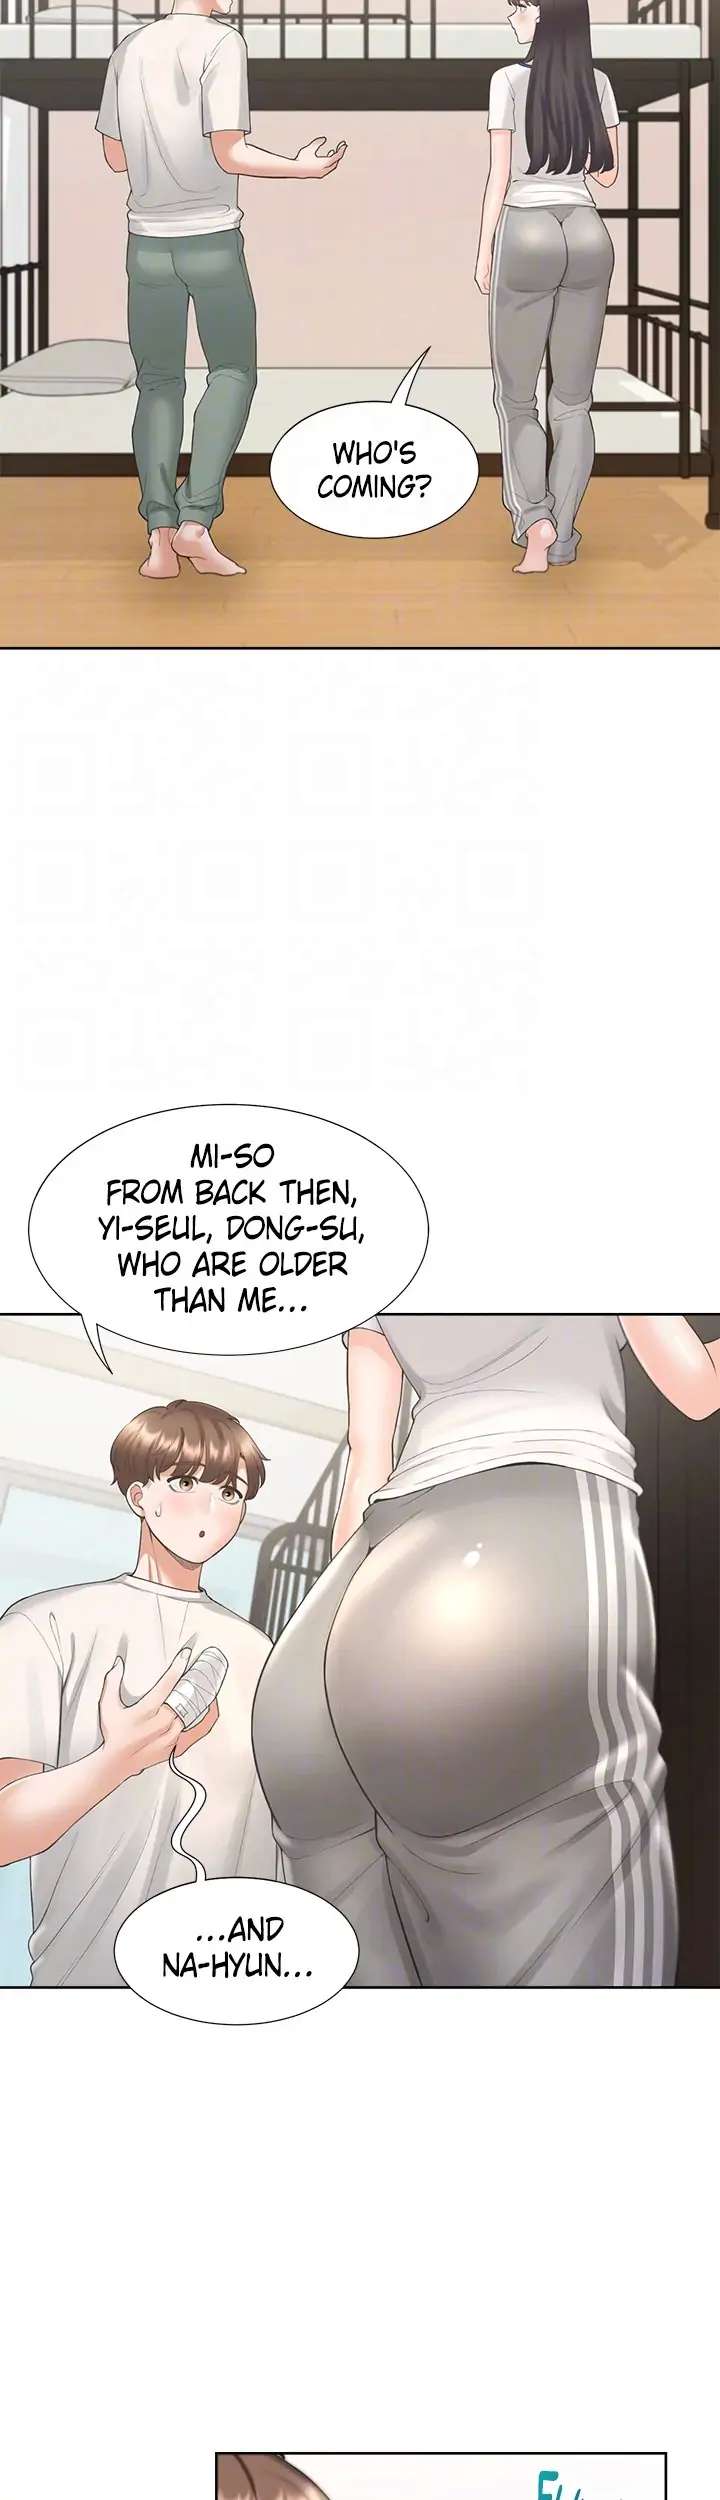 WHO'S
COMING?
MI-SO
FROM BACK THEN,
YI-SEUL, DONG-SU,
WHO ARE OLDER
THAN ME...
...AND
NA-HYUN...